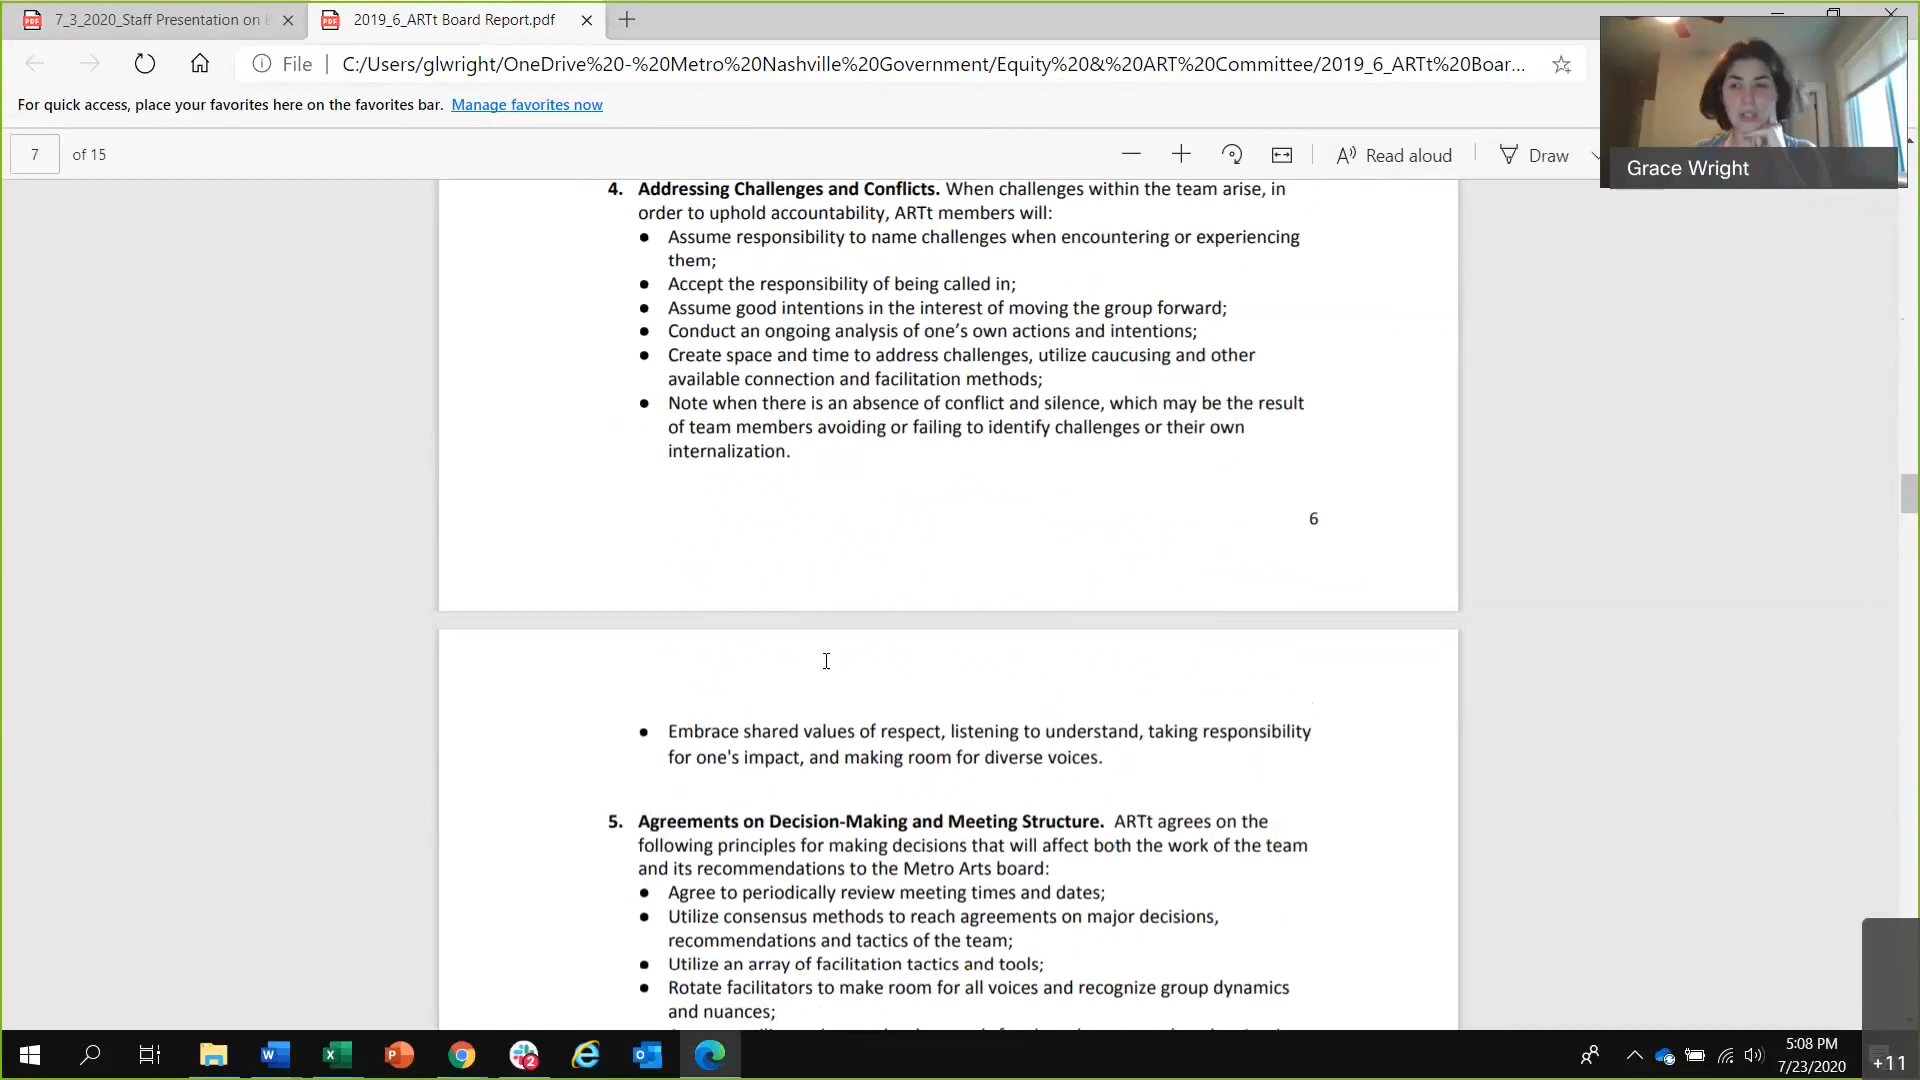 7_3_2020_Staff Presentation on
2019_6_ARTt Board Report.pdf
File
C:/Users/glwright/OneDrive%20-%20Metro%20Nashville%20Government/Equity%20&%20ART%20Committee/2019_6_ARTt%20Boar...
For quick access, place your favorites here on the favorites bar. Manage favorites now
7 of 15
Read aloud
Draw
Grace Wright
4. Addressing Challenges and Conflicts. When challenges within the team arise, in
order to uphold accountability, ARTt members will:
● Assume responsibility to name challenges when encountering or experiencing
them;
● Accept the responsibility of being called in;
● Assume good intentions in the interest of moving the group forward;
● Conduct an ongoing analysis of one’s own actions and intentions;
● Create space and time to address challenges, utilize caucusing and other
available connection and facilitation methods;
● Note when there is an absence of conflict and silence, which may be the result
of team members avoiding or failing to identify challenges or their own
internalization.
6
● Embrace shared values of respect, listening to understand, taking responsibility
for one's impact, and making room for diverse voices.
5. Agreements on Decision-Making and Meeting Structure. ARTt agrees on the
following principles for making decisions that will affect both the work of the team
and its recommendations to the Metro Arts board:
● Agree to periodically review meeting times and dates;
● Utilize consensus methods to reach agreements on major decisions,
recommendations and tactics of the team;
● Utilize an array of facilitation tactics and tools;
● Rotate facilitators to make room for all voices and recognize group dynamics
and nuances;
5:08 PM
7/23/2020
+11